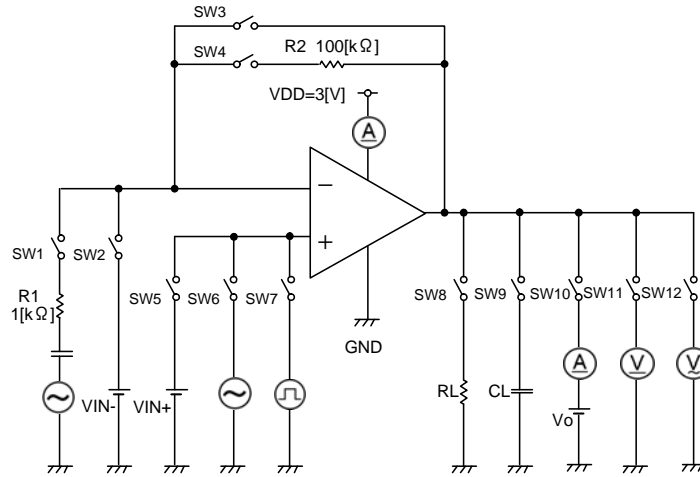 SW3
SW4
R2 100[kΩ]
VDD=3[V]
A
−
+
SW1
SW2
SW5
SW6
SW7
SW8
SW9
SW10
SW11
SW12
R1
1[kΩ]
GND
A
V
V
VIN-
VIN+
RL
CL
Vo